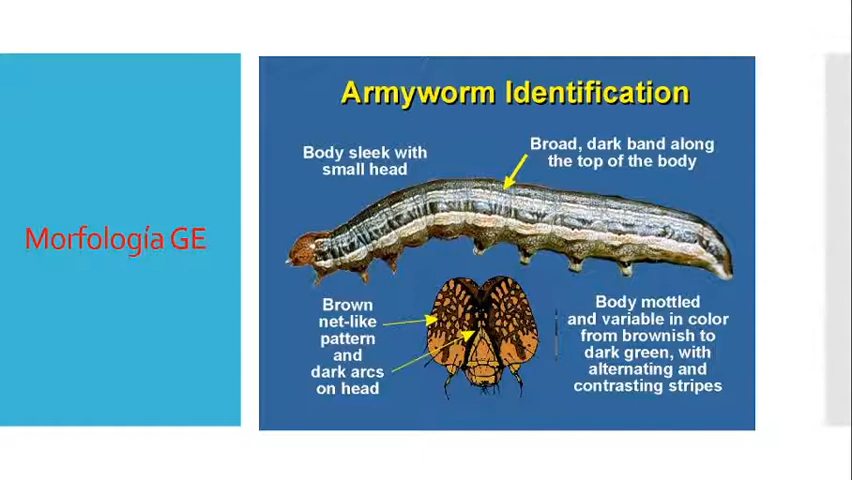 Morfología GE
Armyworm Identification
Body sleek with
small head
Broad, dark band along
the top of the body
Brown
net-like
pattern
and
dark arcs
on head
Body mottled
and variable in color
from brownish to
dark green, with
alternating and
contrasting stripes